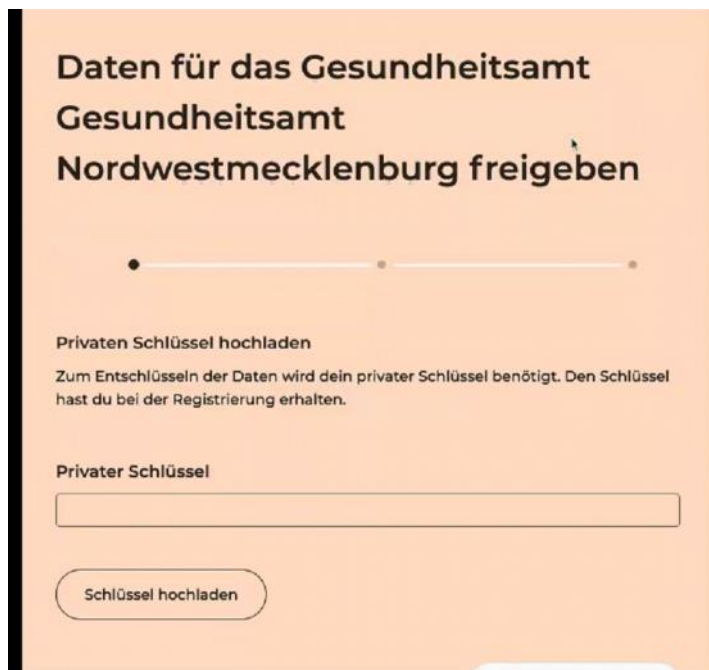 Daten für das Gesundheitsamt
Gesundheitsamt
Nordwestmecklenburg freigeben
Privaten Schlüssel hochladen
Zum Entschlüsseln der Daten wird dein privater Schlüssel benötigt. Den Schlüssel
hast du bei der Registrierung erhalten.
Privater Schlüssel
Schlüssel hochladen